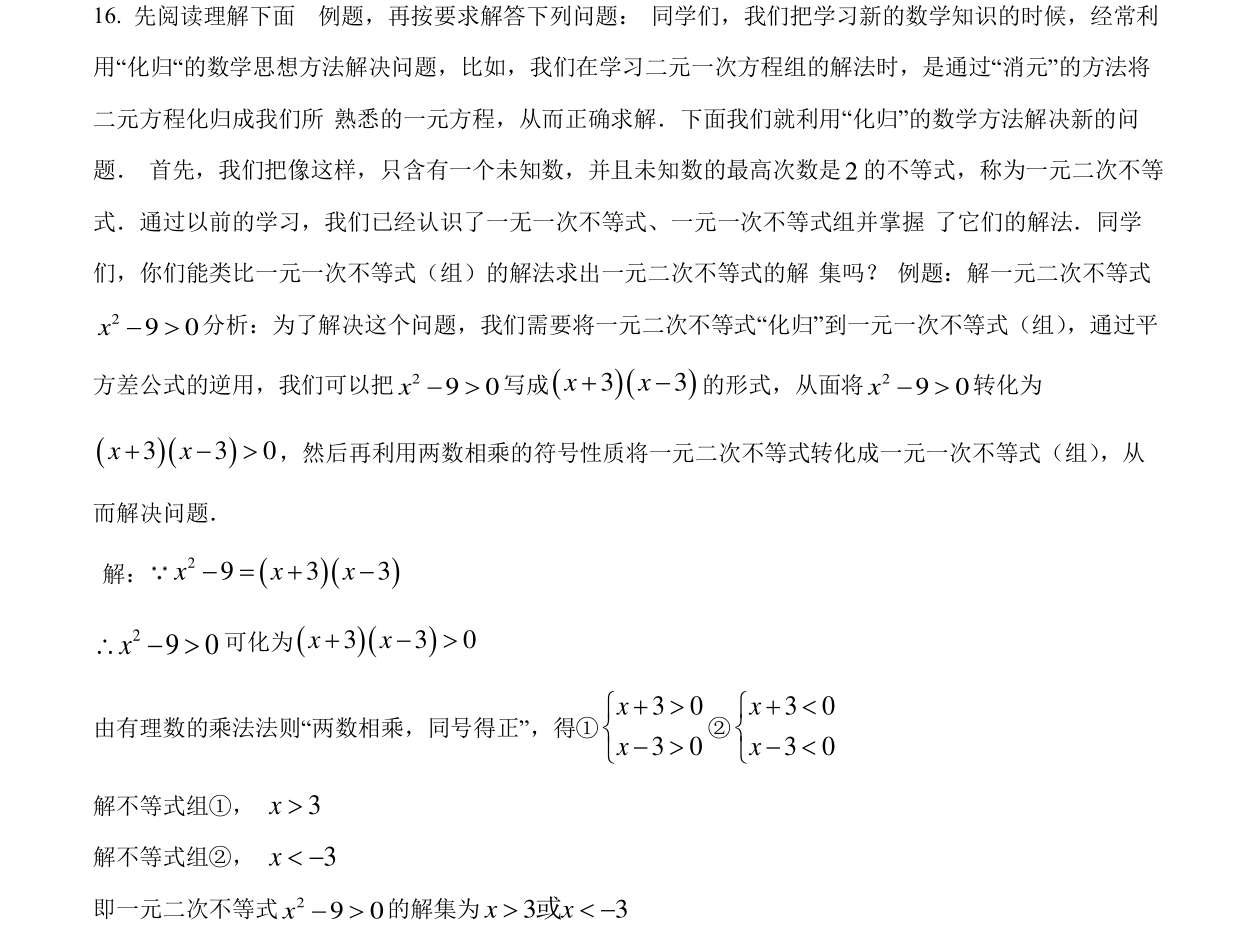 16. 先阅读理解下面 例题，再按要求解答下列问题： 同学们，我们把学习新的数学知识的时候，经常利
用“化归“的数学思想方法解决问题，比如，我们在学习二元一次方程组的解法时，是通过“消元”的方法将
二元方程化归成我们所 熟悉的一元方程，从而正确求解．下面我们就利用“化归”的数学方法解决新的问
题． 首先，我们把像这样，只含有一个未知数，并且未知数的最高次数是 2 的不等式，称为一元二次不等
式．通过以前的学习，我们已经认识了一无一次不等式、一元一次不等式组并掌握 了它们的解法．同学
们，你们能类比一元一次不等式（组）的解法求出一元二次不等式的解 集吗？ 例题：解一元二次不等式
x² − 9 > 0 分析：为了解决这个问题，我们需要将一元二次不等式“化归”到一元一次不等式（组），通过平
方差公式的逆用，我们可以把 x² − 9 > 0 写成 (x + 3)(x − 3) 的形式，从面将 x² − 9 > 0 转化为
(x + 3)(x − 3) > 0，然后再利用两数相乘的符号性质将一元二次不等式转化成一元一次不等式（组），从
而解决问题．
解：∵ x² − 9 = (x + 3)(x − 3)
∴ x² − 9 > 0 可化为 (x + 3)(x − 3) > 0
由有理数的乘法法则“两数相乘，同号得正”，得① { x + 3 > 0 x − 3 > 0 ② { x + 3 < 0 x − 3 < 0
解不等式组①， x > 3
解不等式组②， x < −3
即一元二次不等式 x² − 9 > 0 的解集为 x > 3或x < −3